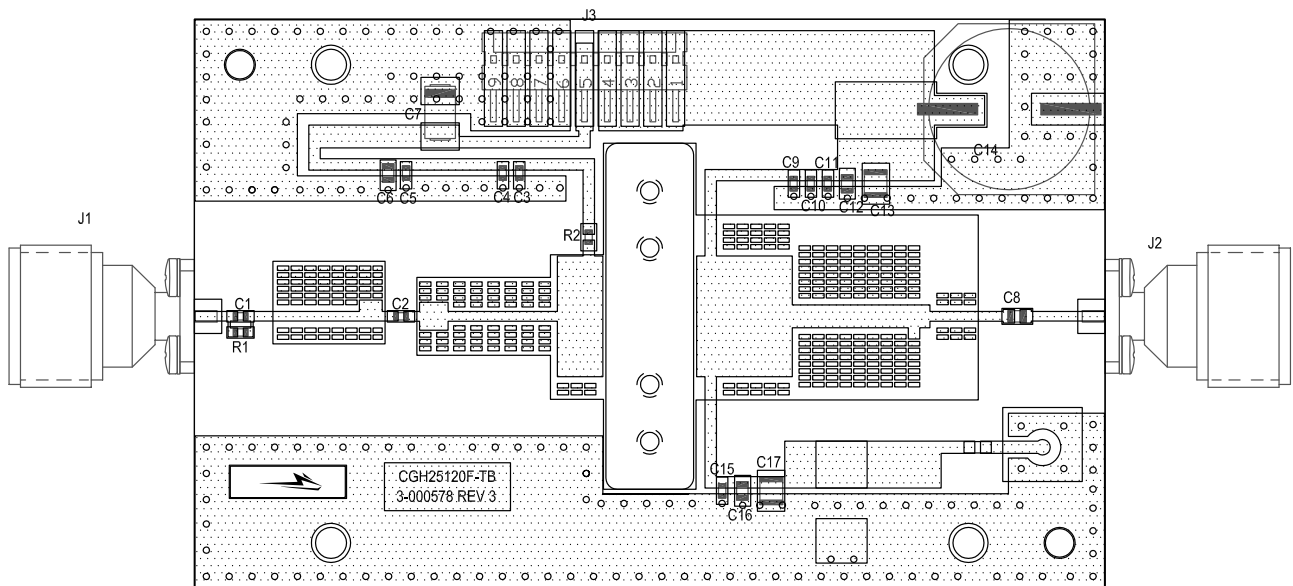 J3
9 8 7 6 5 4 3 2 1
C7
C14
C9 C11
C6 C5 C4 C3
C10 C12 C13
J1
R2
J2
C1 C2 C8
R1
C15 C17
C16
CGH25120F-TB
3-000578 REV 3